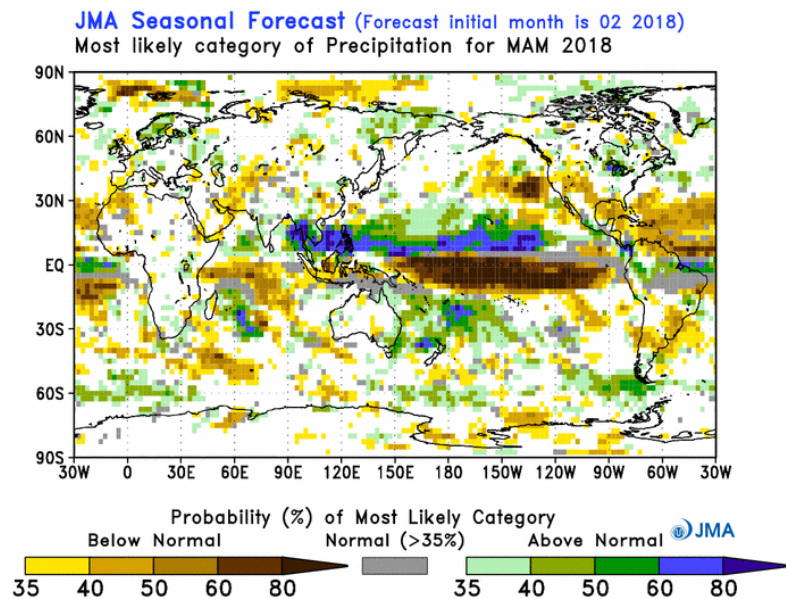 JMA Seasonal Forecast (Forecast initial month is 02 2018)
Most likely category of Precipitation for MAM 2018
90N
60N
30N
EQ
30S
60S
90S
30W 0 30E 60E 90E 120E 150E 180 150W 120W 90W 60W 30W
Probability (%) of Most Likely Category
JMA
Below Normal Normal (>35%) Above Normal
35 40 50 60 80 35 40 50 60 80